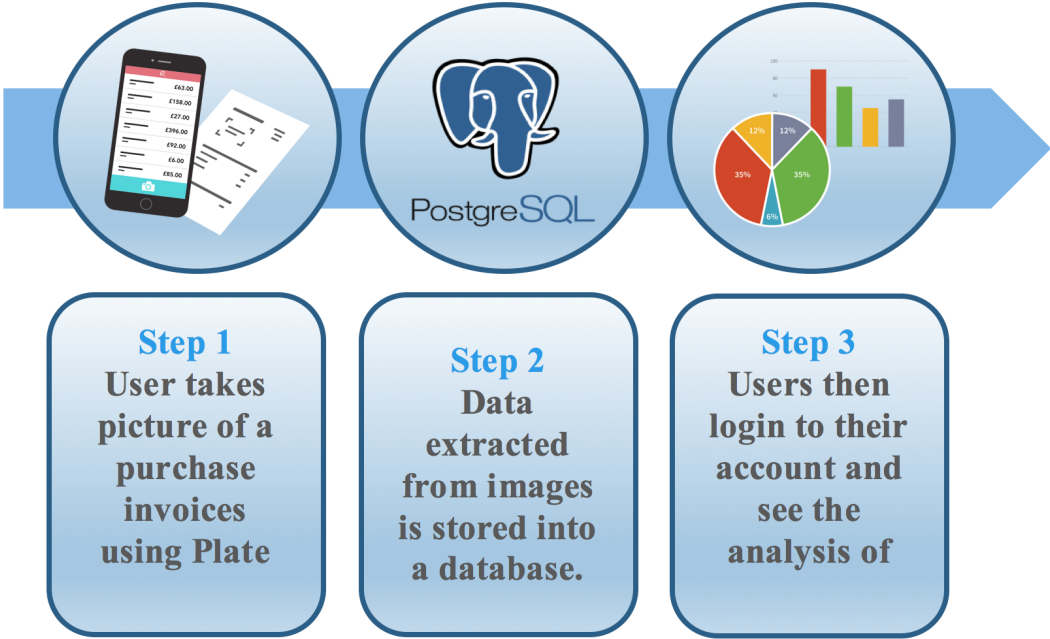 £63.00
£158.00
£27.00
£396.00
£92.00
£6.00
£85.00
PostgreSQL
100
80
60
12%
12%
35%
35%
6%
Step 1
User takes
picture of a
purchase
invoices
using Plate
Step 2
Data
extracted
from images
is stored into
a database.
Step 3
Users then
login to their
account and
see the
analysis of